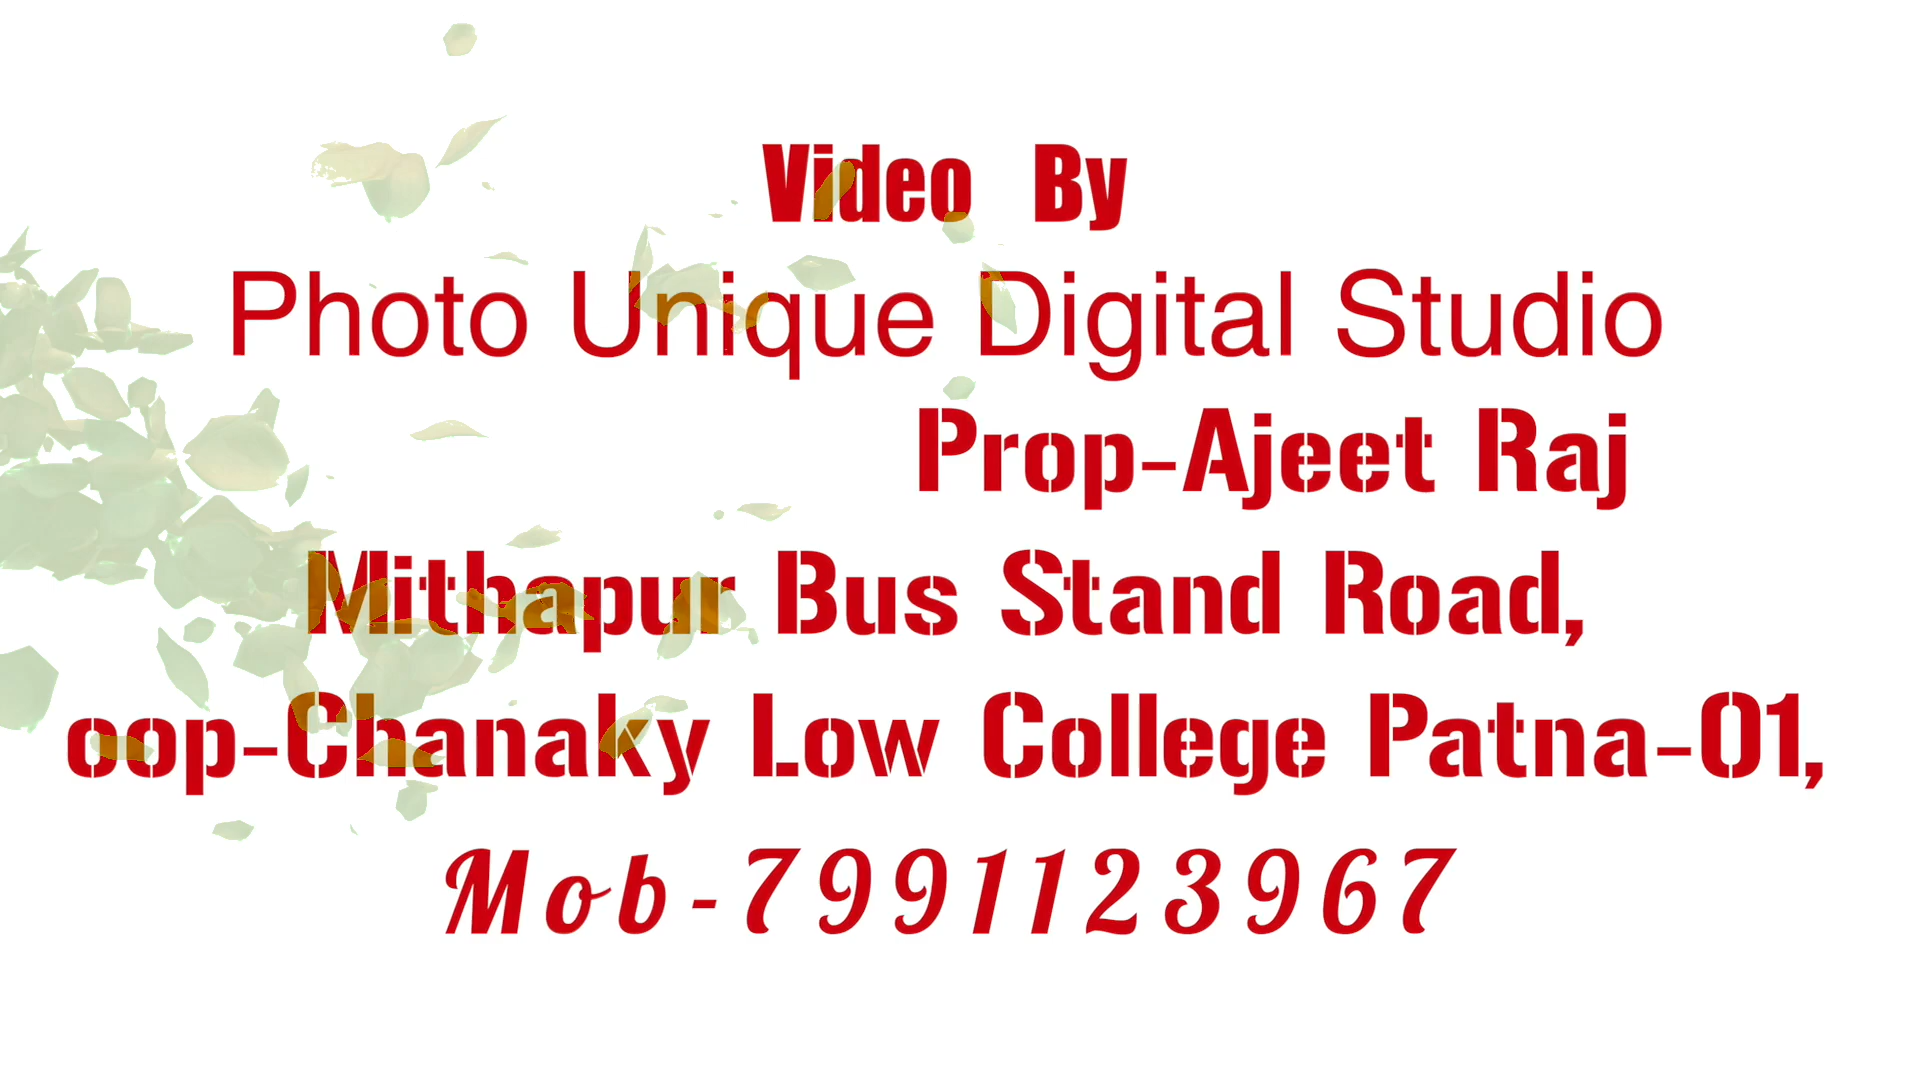 Video By
Photo Unique Digital Studio
Prop-Ajeet Raj
Mithapur Bus Stand Road,
oop-Chanaky Low College Patna-01,
Mob-7991123967